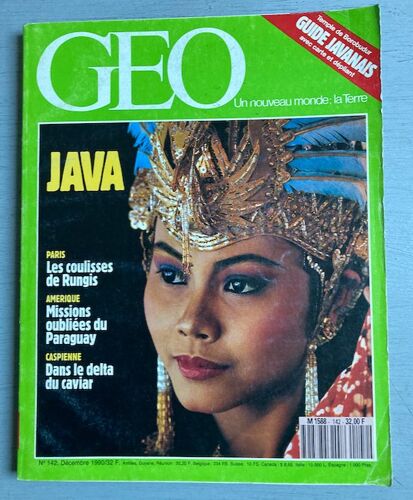 Temple de Borobudur
GUIDE JAVANAIS
avec carte et dépliant
GEO
Un nouveau monde: la Terre
JAVA
PARIS
Les coulisses
de Rungis
AMERIQUE
Missions
oubliées du
Paraguay
CASPIENNE
Dans le delta
du caviar
M 1588 - 142 - 32,00 F
N° 142, Décembre 1990/32 F.